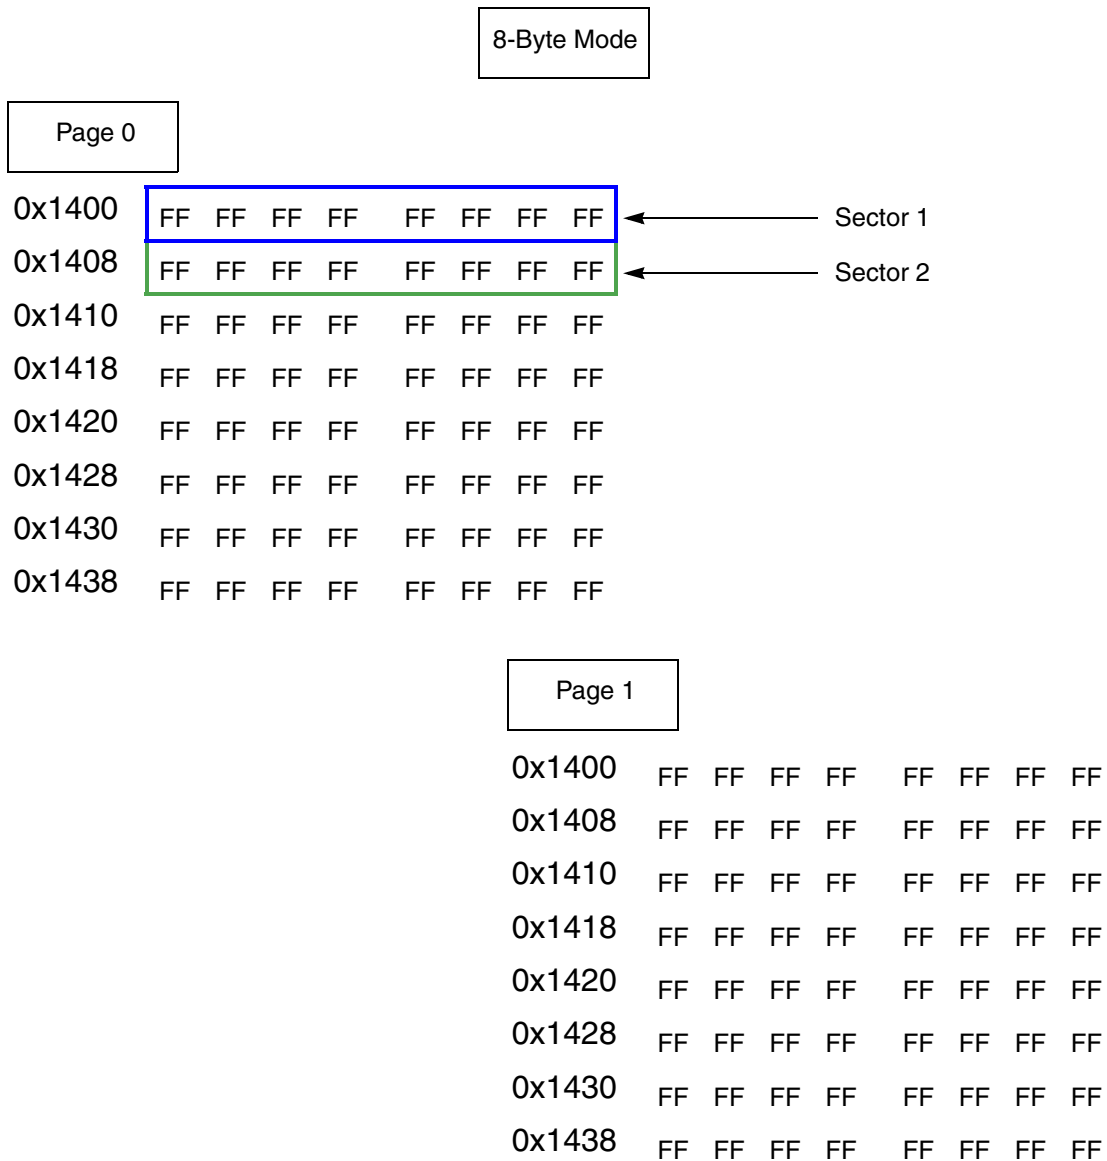 8-Byte Mode
Page 0
0x1400 FF FF FF FF FF FF FF FF Sector 1
0x1408 FF FF FF FF FF FF FF FF Sector 2
0x1410 FF FF FF FF FF FF FF FF
0x1418 FF FF FF FF FF FF FF FF
0x1420 FF FF FF FF FF FF FF FF
0x1428 FF FF FF FF FF FF FF FF
0x1430 FF FF FF FF FF FF FF FF
0x1438 FF FF FF FF FF FF FF FF
Page 1
0x1400 FF FF FF FF FF FF FF FF
0x1408 FF FF FF FF FF FF FF FF
0x1410 FF FF FF FF FF FF FF FF
0x1418 FF FF FF FF FF FF FF FF
0x1420 FF FF FF FF FF FF FF FF
0x1428 FF FF FF FF FF FF FF FF
0x1430 FF FF FF FF FF FF FF FF
0x1438 FF FF FF FF FF FF FF FF